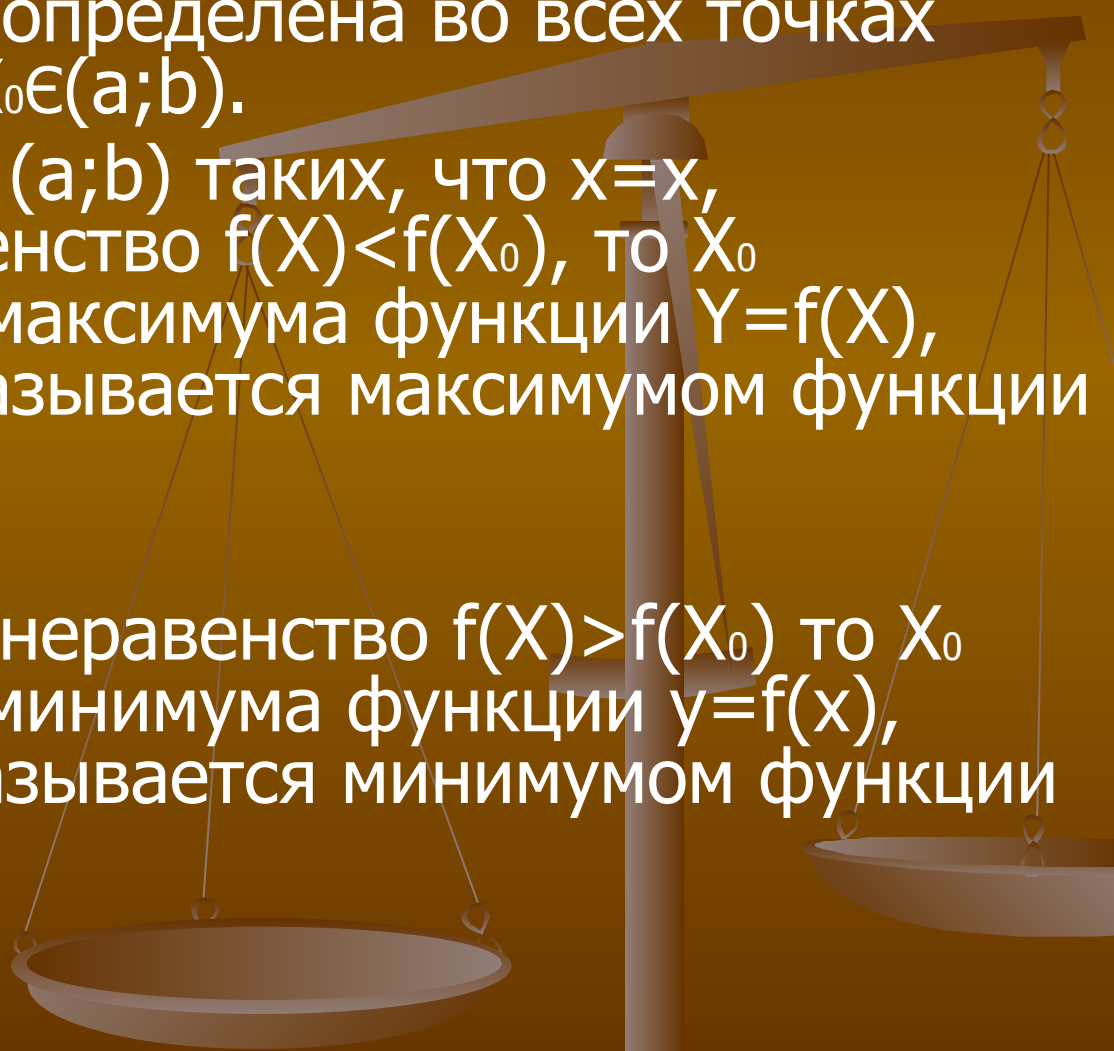 определена во всех точках
₀Є(a;b).
(a;b) таких, что x=x,
енство f(X)<f(X₀), то X₀
максимума функции Y=f(X),
азывается максимумом функции
неравенство f(X)>f(X₀) то X₀
минимума функции y=f(x),
азывается минимумом функции